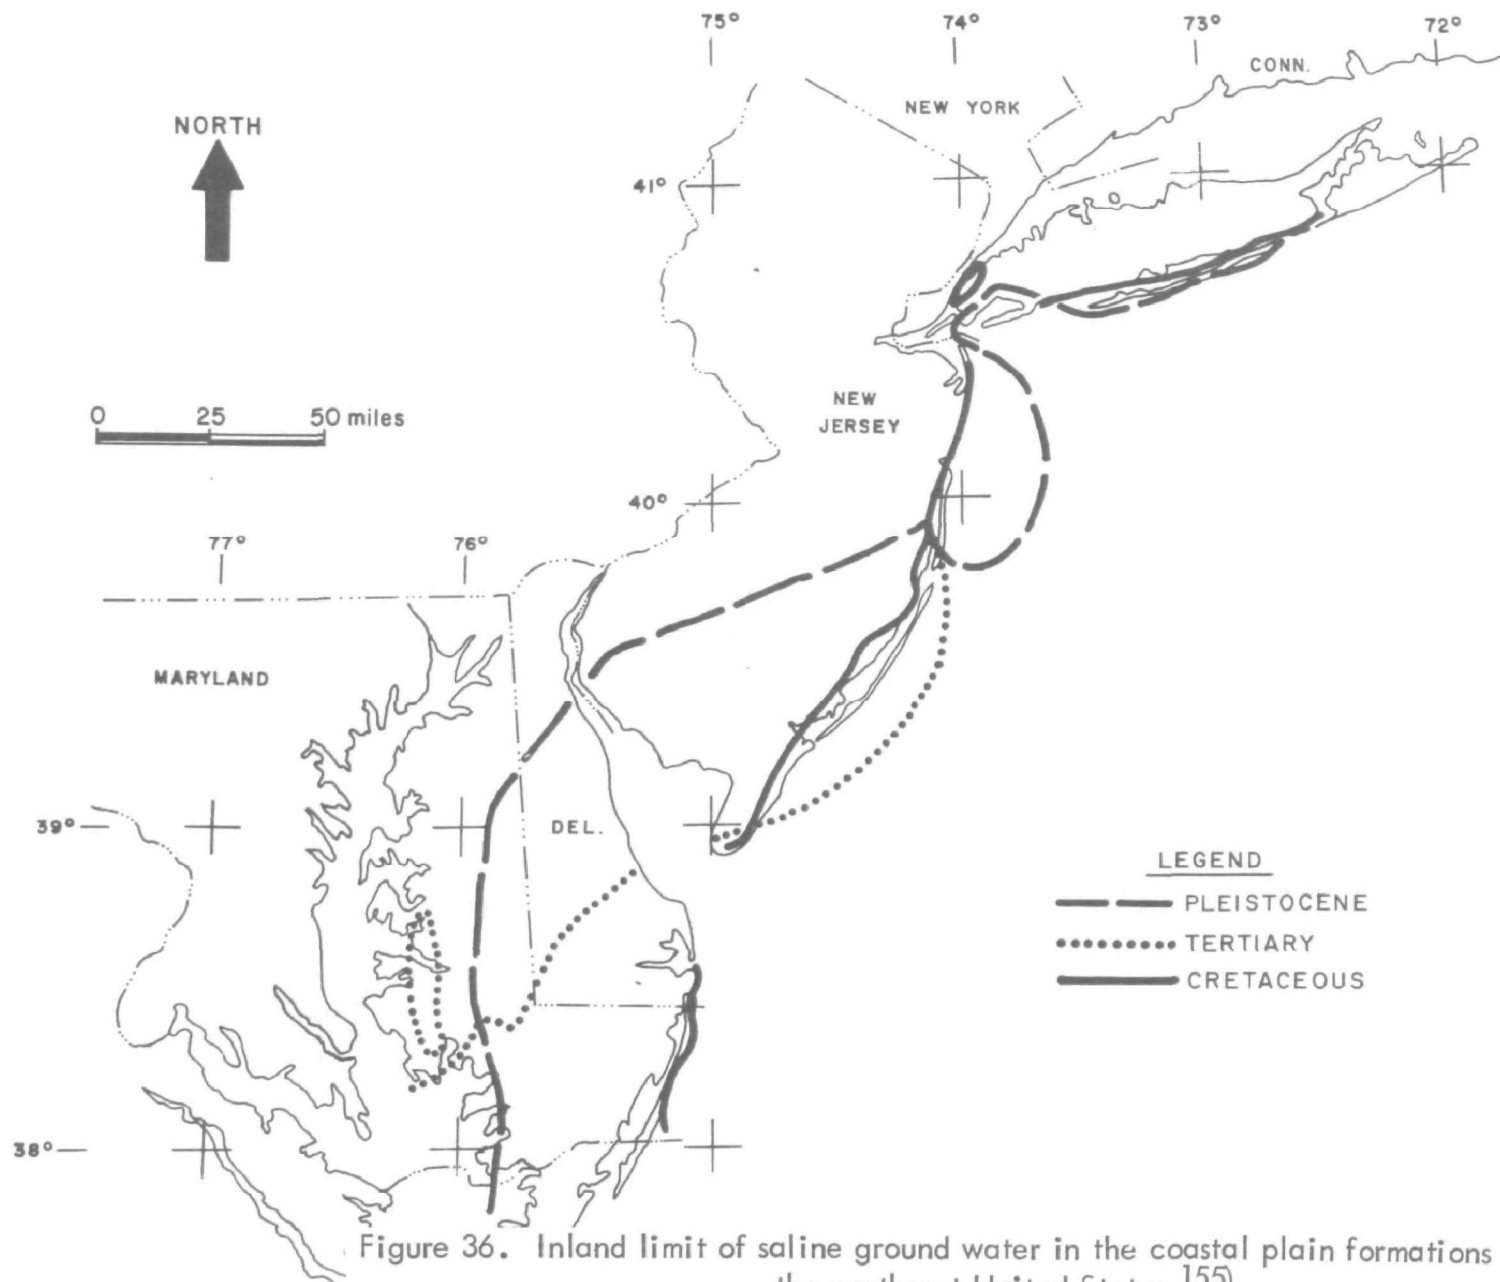 75°
74°
73°
72°
CONN.
NEW YORK
NORTH
41°
0 25 50 miles
NEW
JERSEY
40°
77°
76°
MARYLAND
39°
DEL.
LEGEND
PLEISTOCENE
TERTIARY
CRETACEOUS
38°
Figure 36. Inland limit of saline ground water in the coastal plain formations
155)